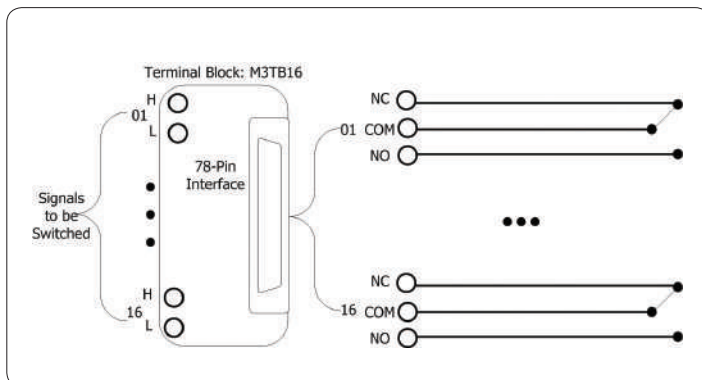 Terminal Block: M3TB16
H
01
L
78-Pin
Interface
Signals
to be
Switched
H
16
L
NC
01 COM
NO
NC
16 COM
NO